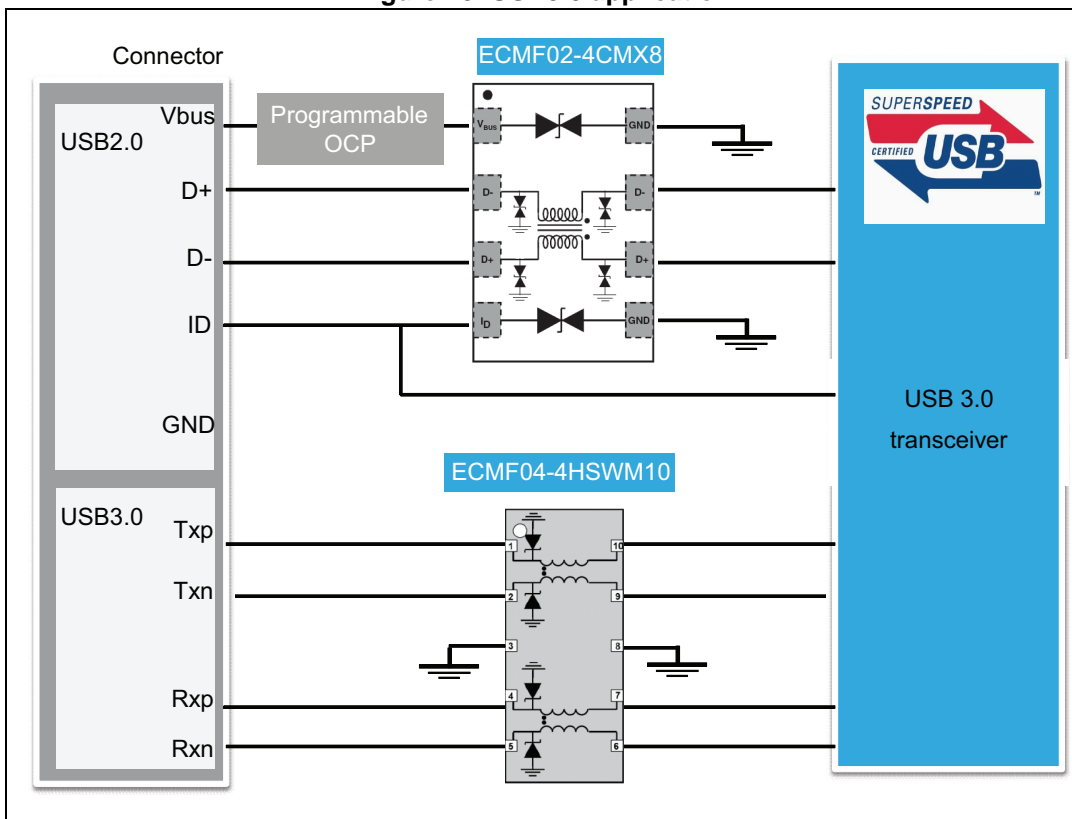 Connector
ECMF02-4CMX8
USB2.0
Vbus
Programmable
OCP
VBUS
GND
SUPERSPEED
CERTIFIED
USB
TM
D+
D-
D-
D-
D+
D+
ID
ID
GND
GND
USB 3.0
transceiver
ECMF04-4HSWM10
USB3.0
Txp
1
10
Txn
2
9
3
8
Rxp
4
7
Rxn
5
6